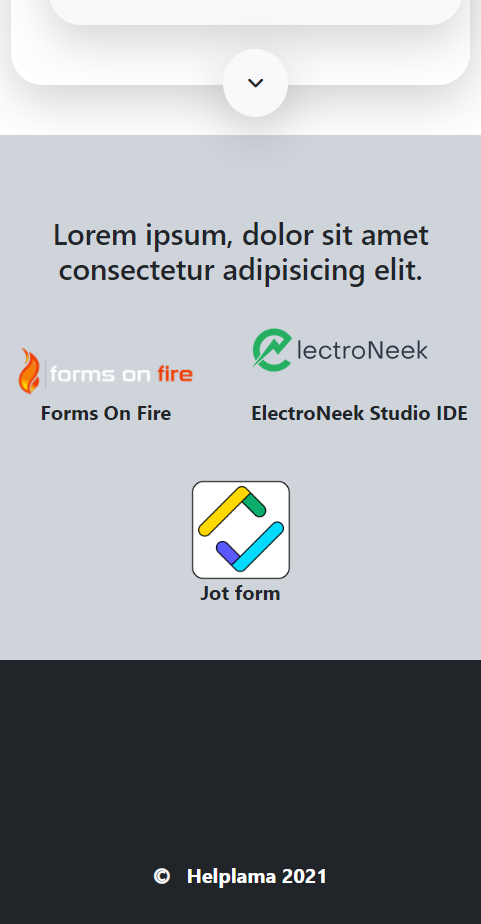 Lorem ipsum, dolor sit amet
consectetur adipisicing elit.
forms on fire
lectroNeek
Forms On Fire
ElectroNeek Studio IDE
Jot form
© Helplama 2021